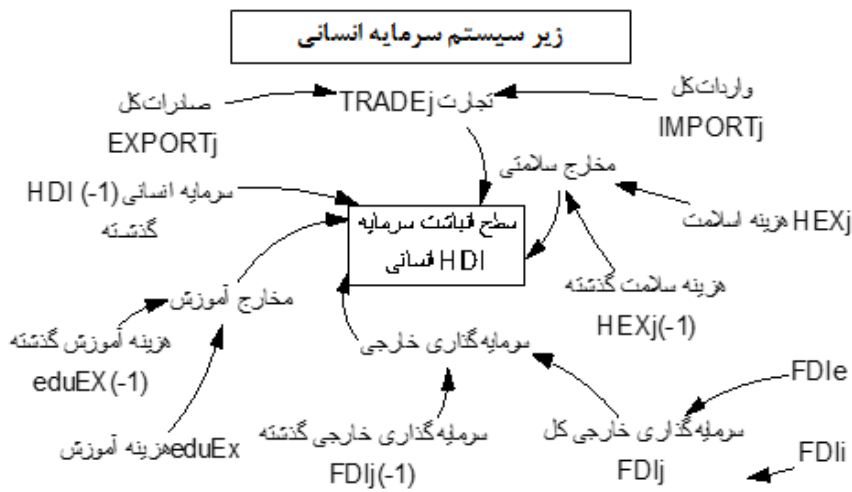 زیر سیستم سرمایه انسانی
واردات کل
IMPORTj
تجارت TRADEj
صادرات کل
EXPORTj
مخارج سلامتی
سرمایه انسانی HDI (-1)
گذشته
HEXj هزینه اسلامت
سطح انباشت سرمایه
انسانی HDI
هزینه سلامت گذشته
HEXj(-1)
مخارج آموزش
هزینه آموزش گذشته
eduEX (-1)
سرمایه گذاری خارجی
FDIe
سرمایه گذاری خارجی کل
FDIj
سرمایه گذاری خارجی گذشته
FDIj(-1)
هزینه آموزش eduEx
FDIi